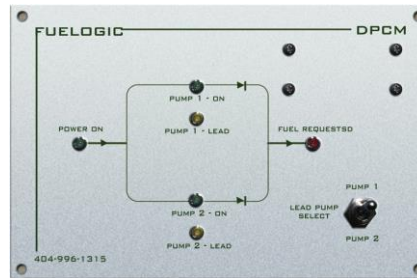 FUELOGIC
DPCM
PUMP 1 - ON
PUMP 1 - LEAD
POWER ON
FUEL REQUESTSD
PUMP 2 - ON
PUMP 2 - LEAD
PUMP 1
LEAD PUMP
SELECT
PUMP 2
404-996-1315